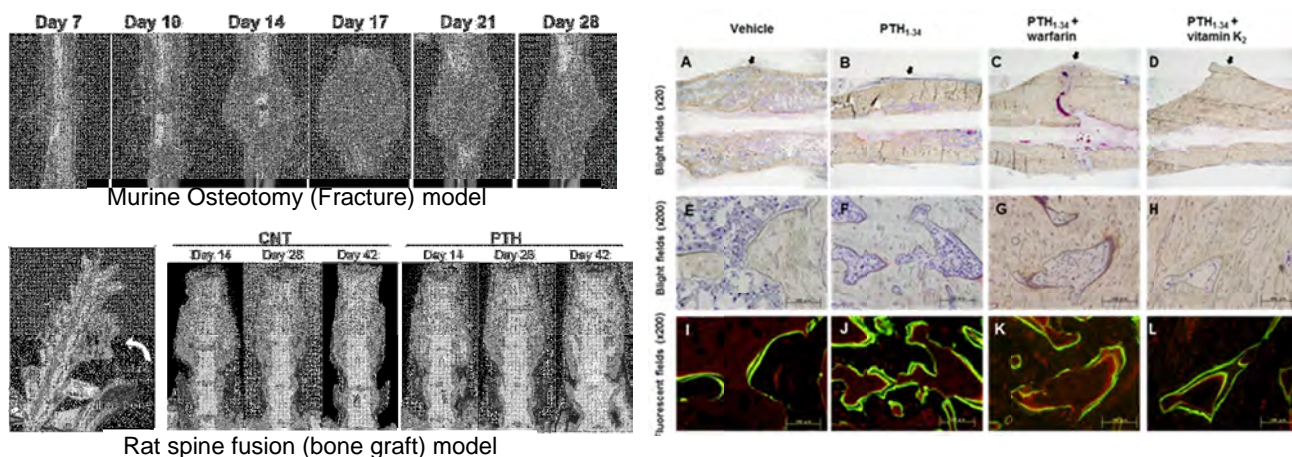 Day 7 Day 10 Day 14 Day 17 Day 21 Day 28
Murine Osteotomy (Fracture) model
CNT PTH
Day 14 Day 28 Day 42 Day 14 Day 28 Day 42
Rat spine fusion (bone graft) model
Vehicle PTH1-34 PTH1-34 + warfarin PTH1-34 + vitamin K2
Blight fields (x20)
A B C D
Blight fields (x200)
E F G H
Fluorescent fields (x200)
I J K L